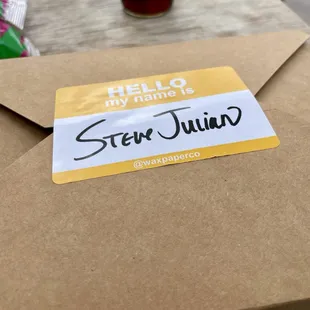 HELLO
my name is
Steve Julian
@waxpaperco